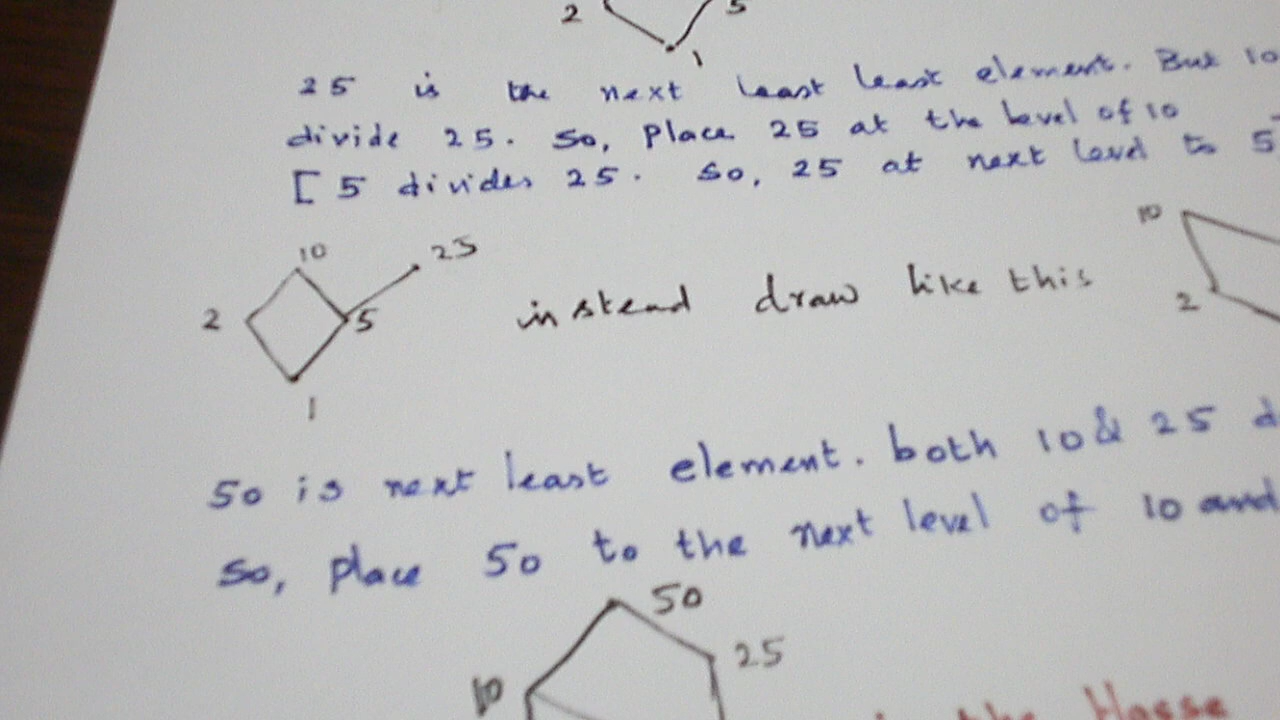 2 5
1
25 is the next least least element. But 10
divide 25. So, Place 25 at the level of 10
[ 5 divides 25. So, 25 at next level to 5
10 25 10
2 5 instead draw like this 2
1
50 is next least element. both 10 & 25 d
So, place 50 to the next level of 10 and
50
25
10
the Hasse